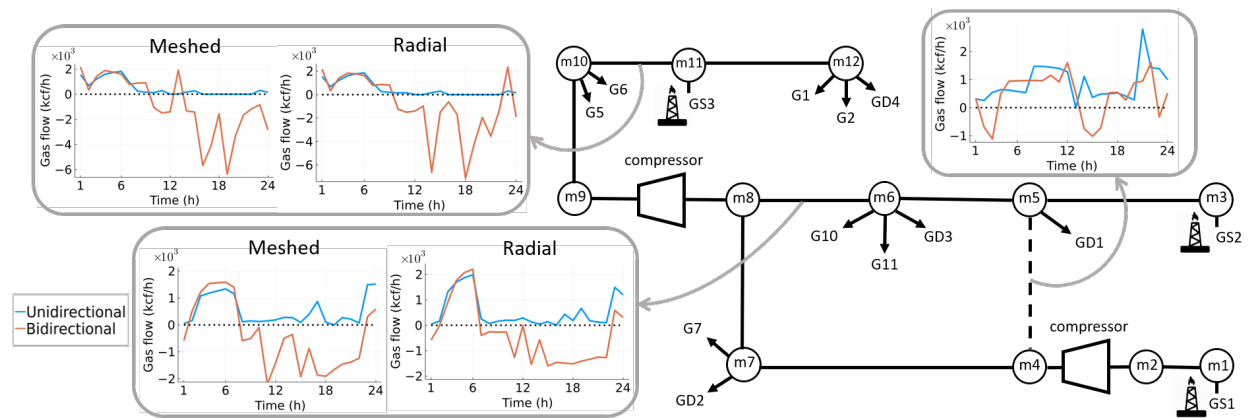 Meshed
Radial
×10³
×10³
Gas flow (kcf/h)
Gas flow (kcf/h)
2
0
−2
−4
−6
2
0
−2
−4
−6
1 6 12 18 24
1 6 12 18 24
Time (h)
Time (h)
m10
m11
m12
G6
G5
GS3
G1
G2
GD4
×10³
Gas flow (kcf/h)
2
1
0
−1
1 6 12 18 24
Time (h)
compressor
m9
m8
m6
m5
m3
G10
G11
GD3
GD1
GS2
Meshed
Radial
Gas flow (kcf/h)
Gas flow (kcf/h)
×10³
×10³
2
1
0
−1
−2
2
1
0
−1
−2
1 6 12 18 24
1 6 12 18 24
Time (h)
Time (h)
Unidirectional
Bidirectional
G7
GD2
m7
compressor
m4
m2
m1
GS1